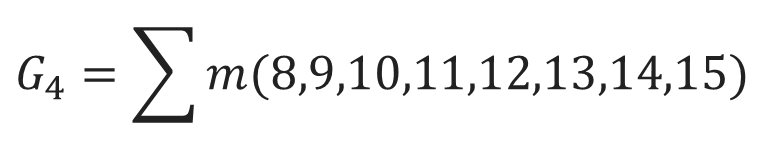 G₄ = ∑ m(8,9,10,11,12,13,14,15)